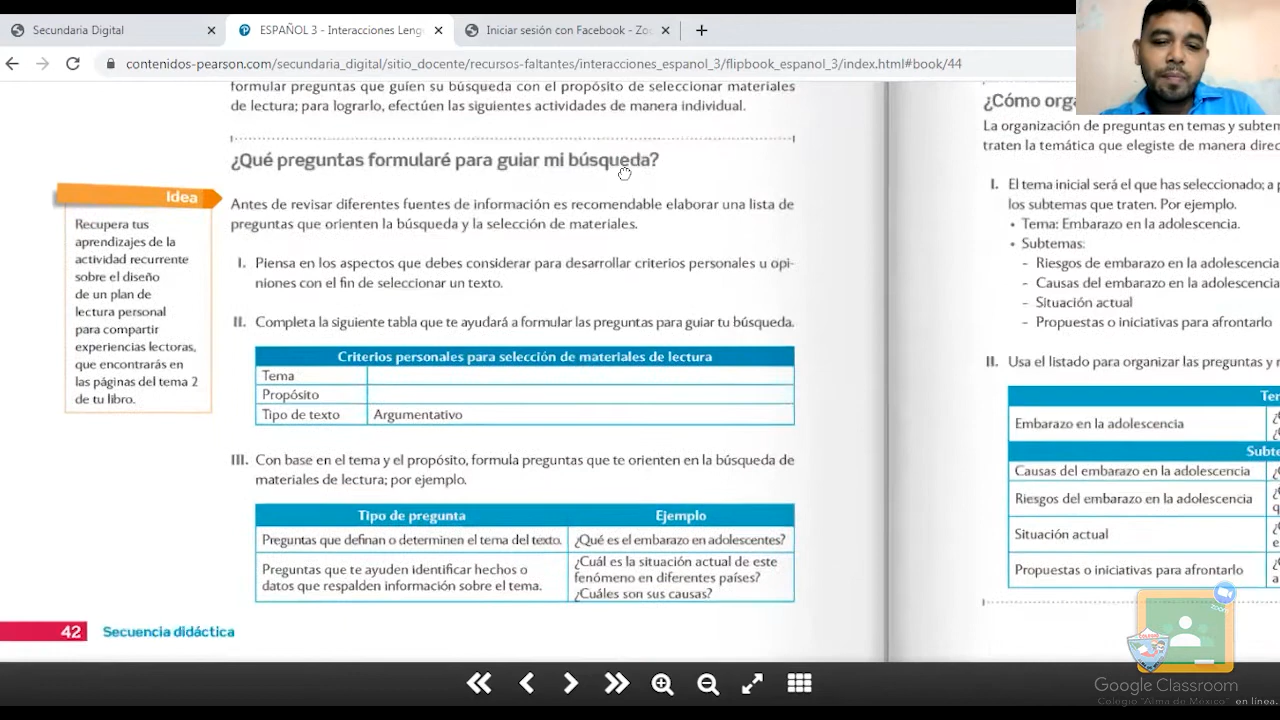 Secundaria Digital
ESPAÑOL 3 - Interacciones Leng
Iniciar sesión con Facebook - Zo
contenidos-pearson.com/secundaria_digital/sitio_docente/recursos-faltantes/interacciones_espanol_3/flipbook_espanol_3/index.html#book/44
formular preguntas que guíen su búsqueda con el propósito de seleccionar materiales
de lectura; para lograrlo, efectúen las siguientes actividades de manera individual.
¿Qué preguntas formularé para guiar mi búsqueda?
Idea
Recupera tus
aprendizajes de la
actividad recurrente
sobre el diseño
de un plan de
lectura personal
para compartir
experiencias lectoras,
que encontrarás en
las páginas del tema 2
de tu libro.
Antes de revisar diferentes fuentes de información es recomendable elaborar una lista de
preguntas que orienten la búsqueda y la selección de materiales.
I. Piensa en los aspectos que debes considerar para desarrollar criterios personales u opi-
niones con el fin de seleccionar un texto.
II. Completa la siguiente tabla que te ayudará a formular las preguntas para guiar tu búsqueda.
Criterios personales para selección de materiales de lectura
Tema
Propósito
Tipo de texto Argumentativo
III. Con base en el tema y el propósito, formula preguntas que te orienten en la búsqueda de
materiales de lectura; por ejemplo.
Tipo de pregunta Ejemplo
Preguntas que definan o determinen el tema del texto. ¿Qué es el embarazo en adolescentes?
Preguntas que te ayuden identificar hechos o
datos que respalden información sobre el tema.
¿Cuál es la situación actual de este
fenómeno en diferentes países?
¿Cuáles son sus causas?
42 Secuencia didáctica
¿Cómo org
La organización de preguntas en temas y subtem
traten la temática que elegiste de manera direc
I. El tema inicial será el que has seleccionado; a p
los subtemas que traten. Por ejemplo.
• Tema: Embarazo en la adolescencia.
• Subtemas:
- Riesgos de embarazo en la adolescencia
- Causas del embarazo en la adolescencia
- Situación actual
- Propuestas o iniciativas para afrontarlo
II. Usa el listado para organizar las preguntas y
Embarazo en la adolescencia
Subte
Causas del embarazo en la adolescencia
Riesgos del embarazo en la adolescencia
Situación actual
Propuestas o iniciativas para afrontarlo
zoom
Google Classroom
Colegio "Alma de México" en línea.